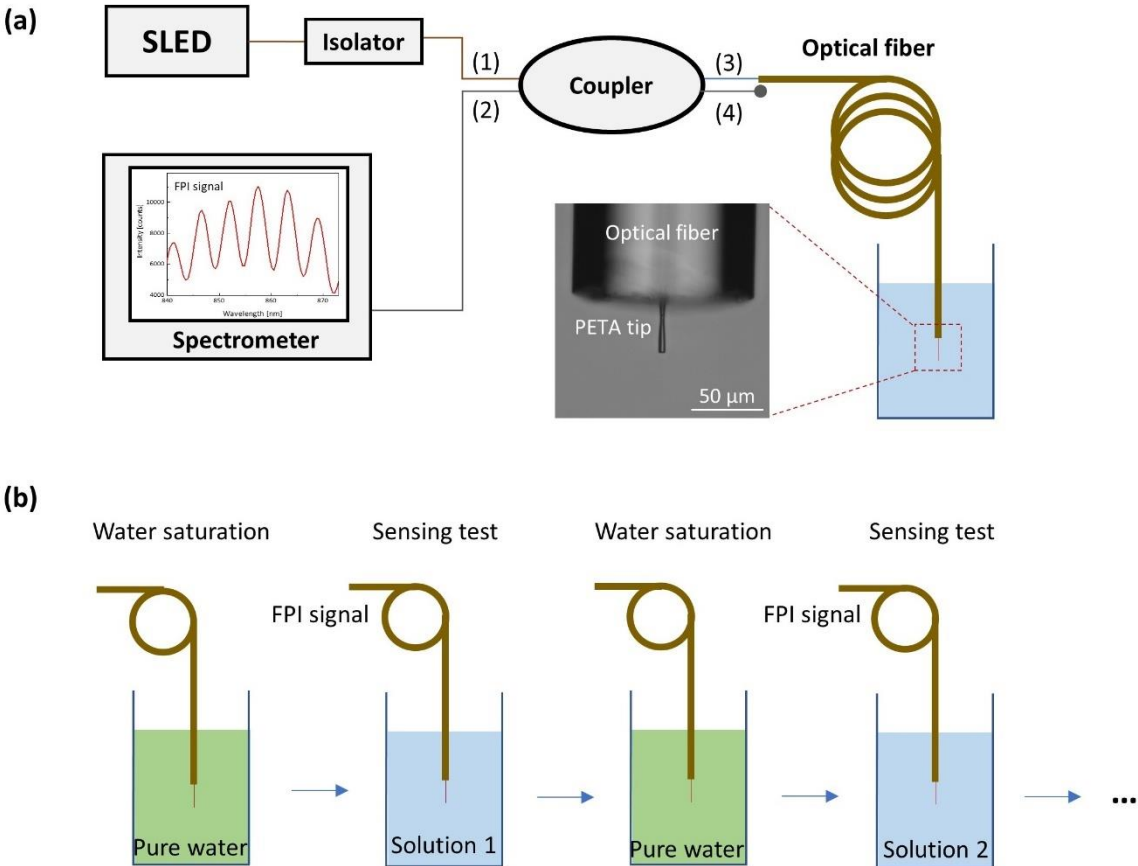 (a)
SLED
Isolator
(1)
(2)
Coupler
(3)
(4)
Optical fiber
FPI signal
Intensity [counts]
10000
8000
6000
4000
840
850
860
870
Wavelength [nm]
Spectrometer
Optical fiber
PETA tip
50 µm
(b)
Water saturation
Sensing test
Water saturation
Sensing test
FPI signal
FPI signal
Pure water
Solution 1
Pure water
Solution 2
...